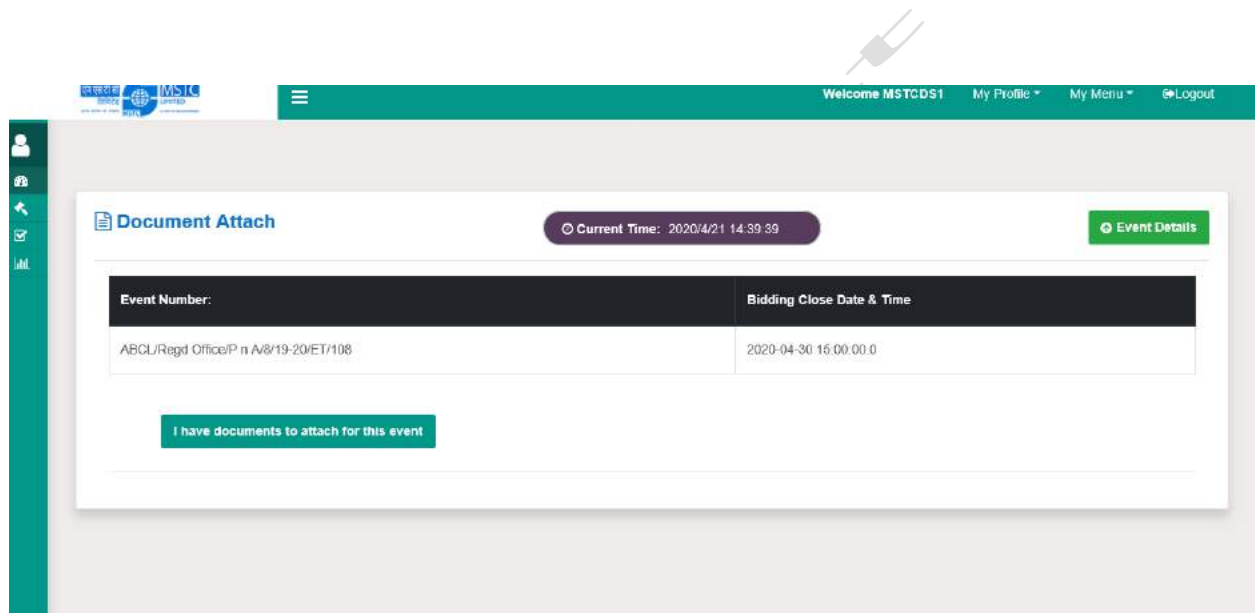 एमएसटीसी
लिमिटेड
MSTC
LIMITED
Welcome MSTCDS1 My Profile My Menu Logout
Document Attach
Current Time: 2020/4/21 14:39:39
Event Details
Event Number: Bidding Close Date & Time
ABCL/Regd Office/P n A/8/19-20/ET/108 2020-04-30 15:00:00.0
I have documents to attach for this event